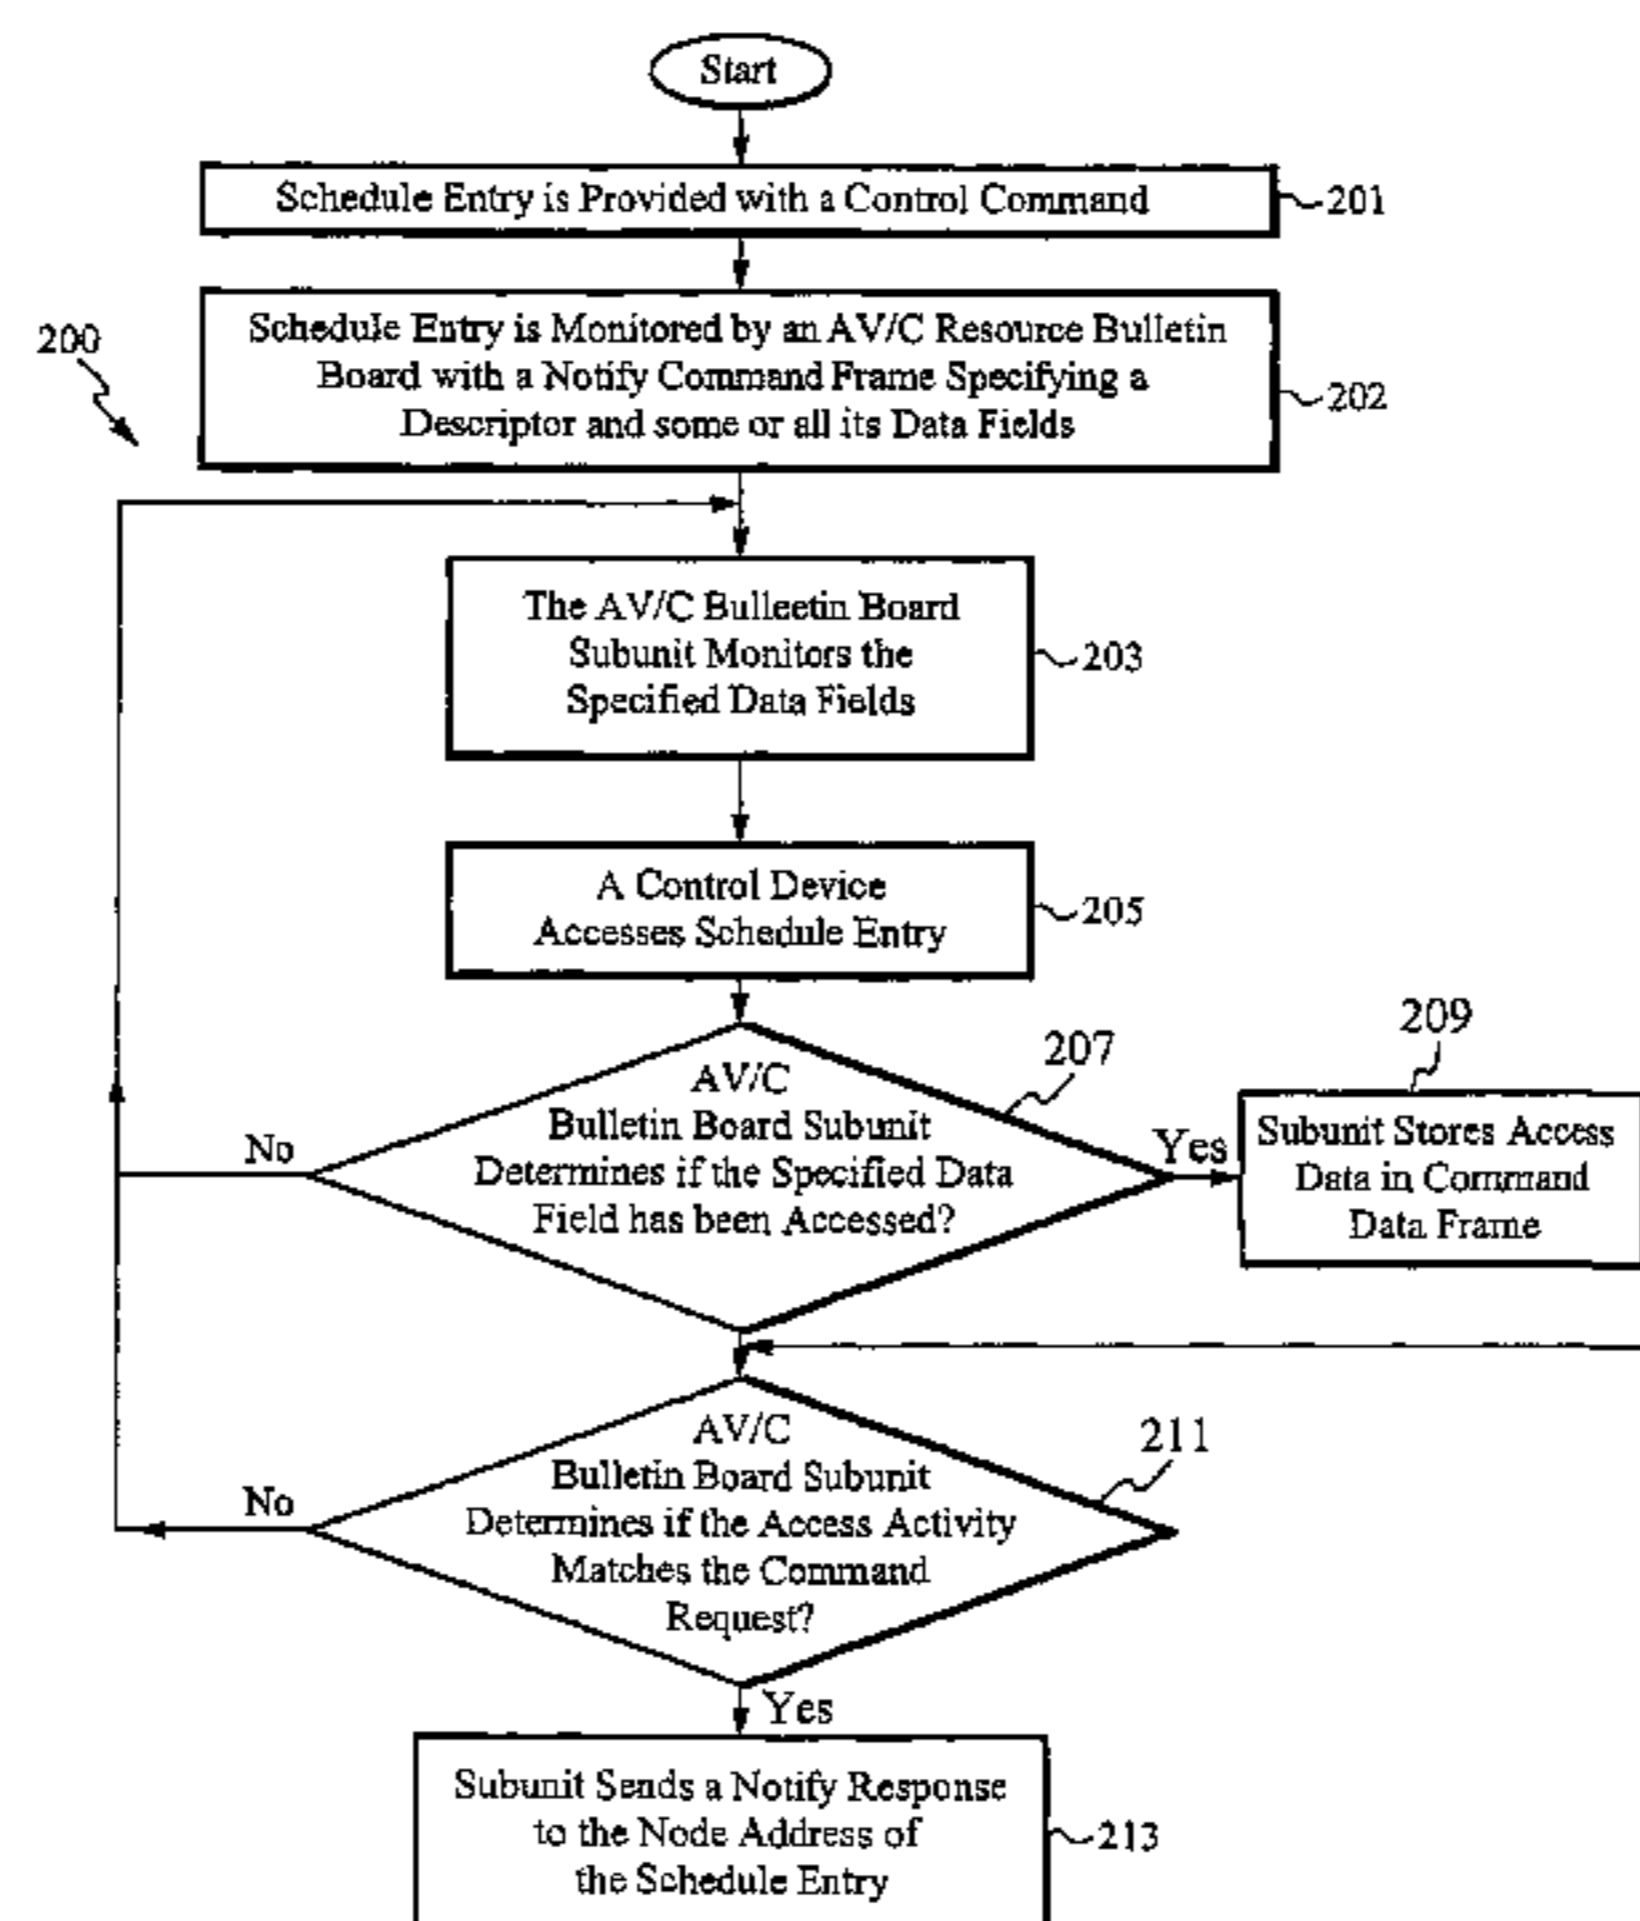 Start
Schedule Entry is Provided with a Control Command
201
200
Schedule Entry is Monitored by an AV/C Resource Bulletin
Board with a Notify Command Frame Specifying a
Descriptor and some or all its Data Fields
202
The AV/C Bulleetin Board
Subunit Monitors the
Specified Data Fields
203
A Control Device
Accesses Schedule Entry
205
AV/C
Bulletin Board Subunit
Determines if the Specified Data
Field has been Accessed?
207
No
Yes
209
Subunit Stores Access
Data in Command
Data Frame
AV/C
Bulletin Board Subunit
Determines if the Access Activity
Matches the Command
Request?
211
No
Yes
Subunit Sends a Notify Response
to the Node Address of
the Schedule Entry
213